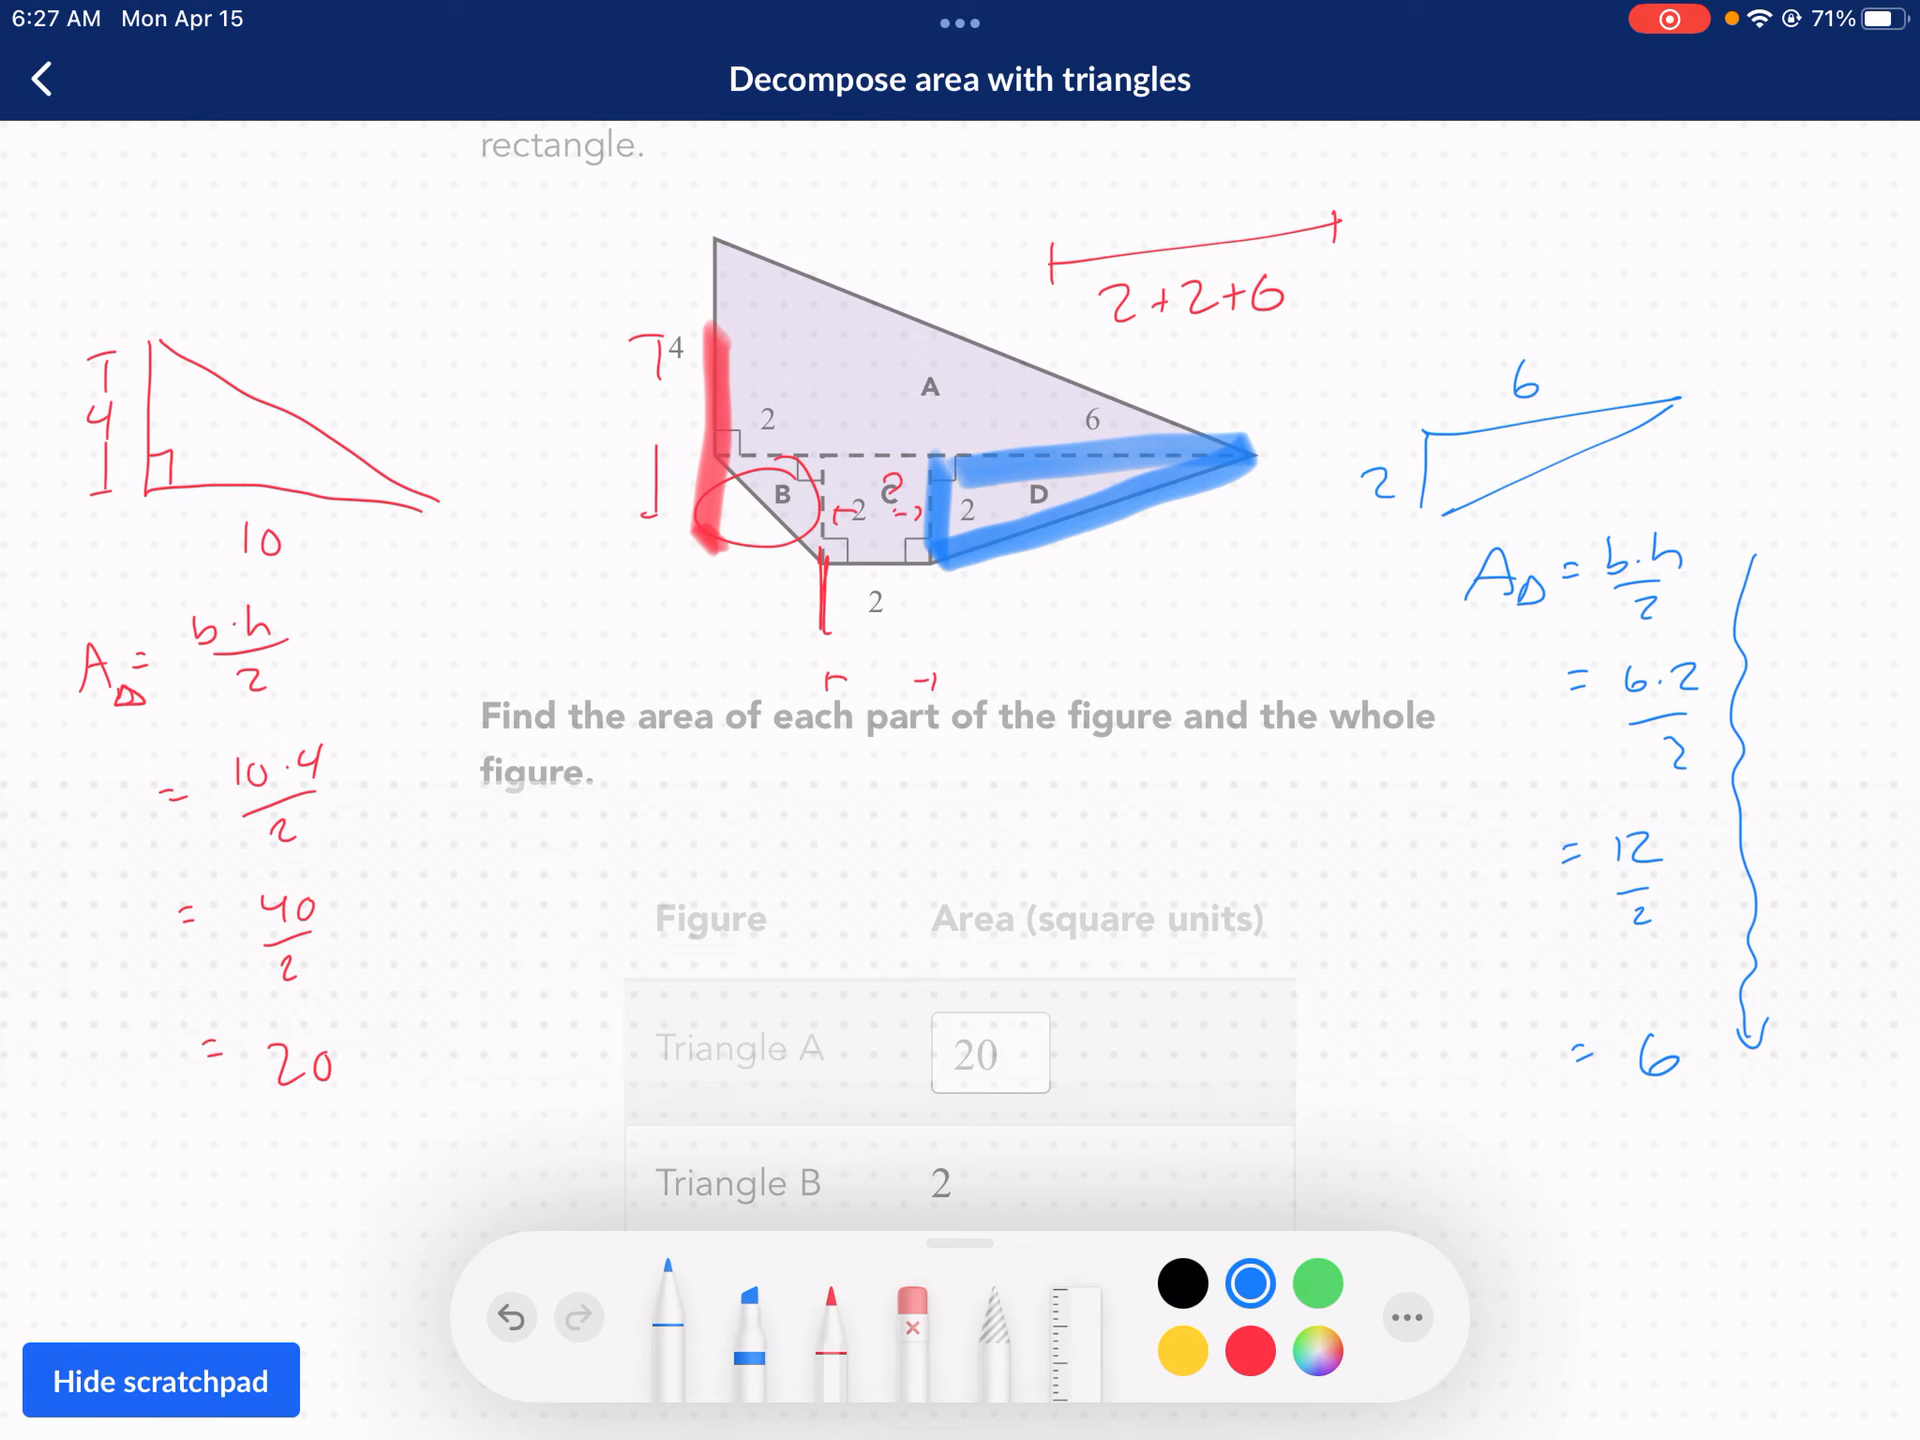 6:27 AM Mon Apr 15
71%
Decompose area with triangles
rectangle.
2+2+6
4
A
2
6
B
C
?
D
2
2
2
4
10
A = b·h
2
= 10·4
2
= 40
2
= 20
6
2
A = b·h
2
= 6·2
2
= 12
2
= 6
Find the area of each part of the figure and the whole
figure.
Figure Area (square units)
Triangle A 20
Triangle B 2
Hide scratchpad